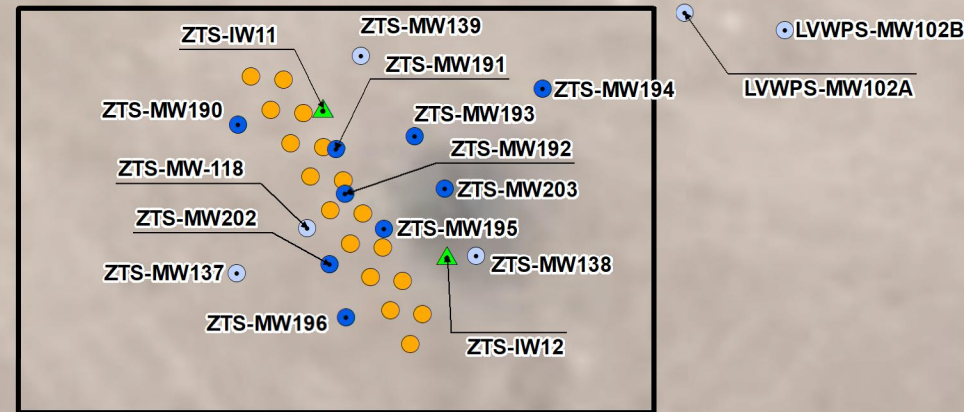 ZTS-MW139
LVWPS-MW102B
ZTS-IW11
ZTS-MW191
LVWPS-MW102A
ZTS-MW194
ZTS-MW190
ZTS-MW193
ZTS-MW192
ZTS-MW-118
ZTS-MW203
ZTS-MW202
ZTS-MW195
ZTS-MW138
ZTS-MW137
ZTS-MW196
ZTS-IW12